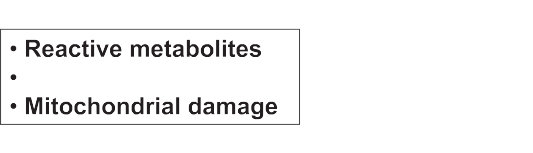 • Reactive metabolites
•
• Mitochondrial damage